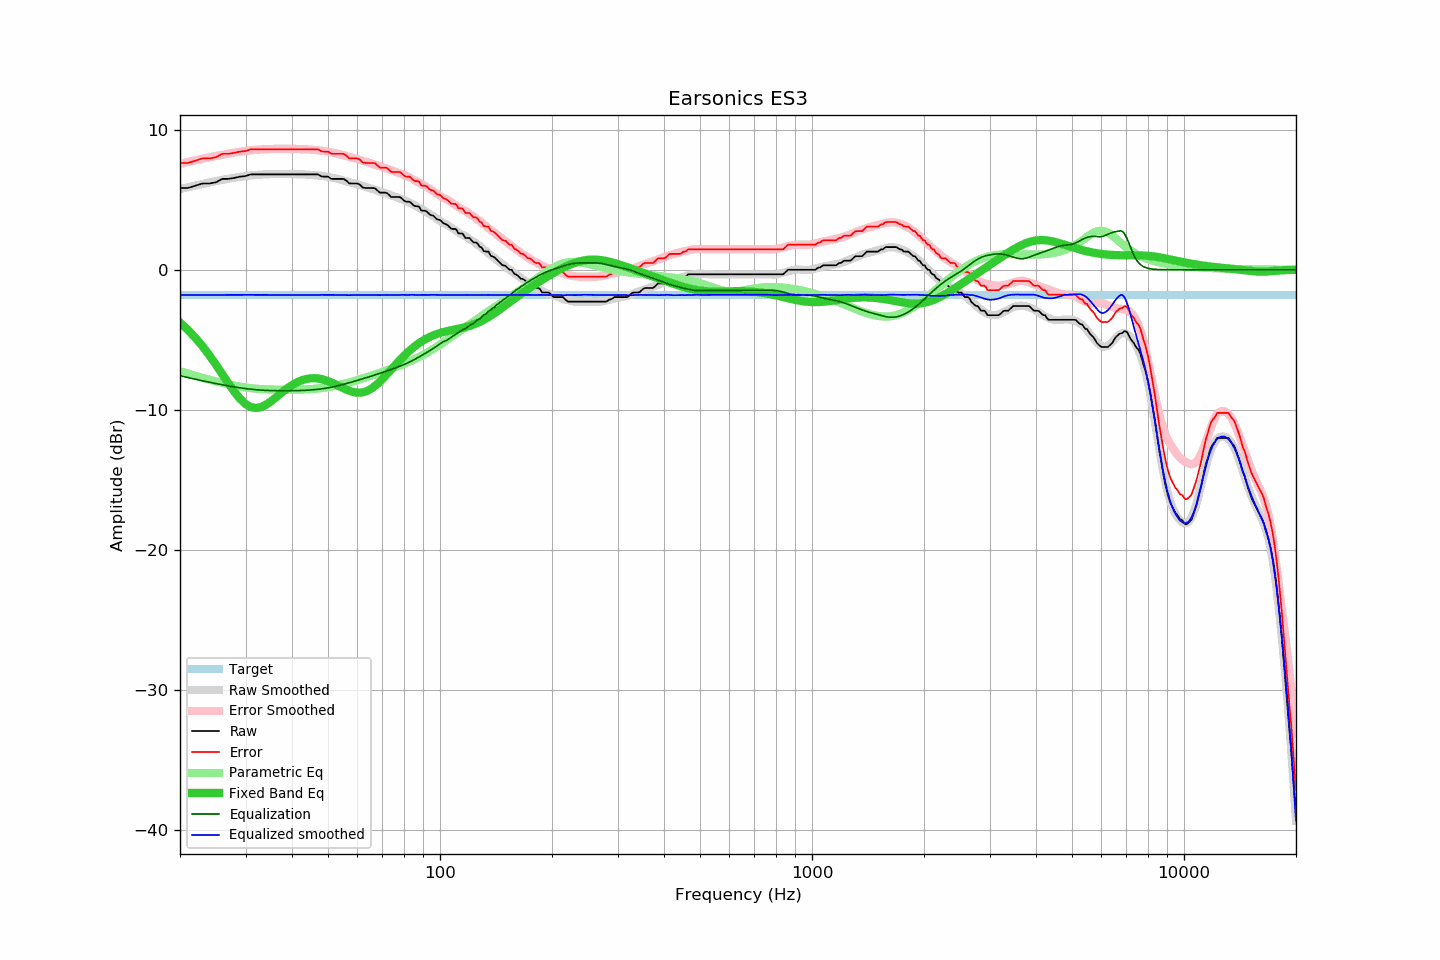 Earsonics ES3
10
0
−10
−20
−30
−40
Amplitude (dBr)
Target
Raw Smoothed
Error Smoothed
Raw
Error
Parametric Eq
Fixed Band Eq
Equalization
Equalized smoothed
100
1000
10000
Frequency (Hz)